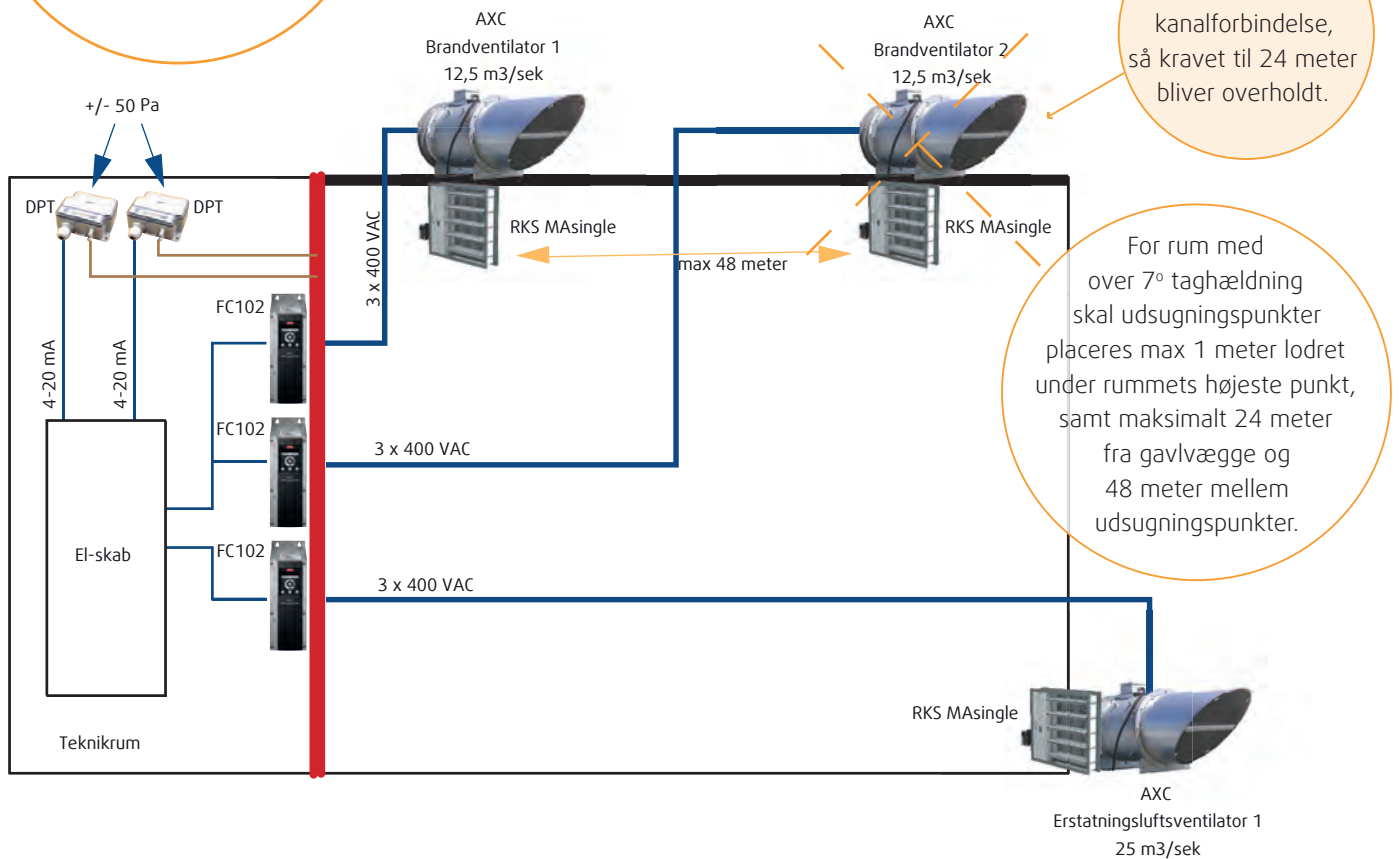 AXC
Brandventilator 1
12,5 m3/sek
AXC
Brandventilator 2
12,5 m3/sek
kanalforbindelse,
så kravet til 24 meter
bliver overholdt.
+/- 50 Pa
DPT
DPT
RKS MAsingle
RKS MAsingle
max 48 meter
3 x 400 VAC
For rum med
over 7° taghældning
skal udsugningspunkter
placeres max 1 meter lodret
under rummets højeste punkt,
samt maksimalt 24 meter
fra gavlvægge og
48 meter mellem
udsugningspunkter.
FC102
4-20 mA
4-20 mA
FC102
3 x 400 VAC
El-skab
FC102
3 x 400 VAC
RKS MAsingle
Teknikrum
AXC
Erstatningsluftsventilator 1
25 m3/sek